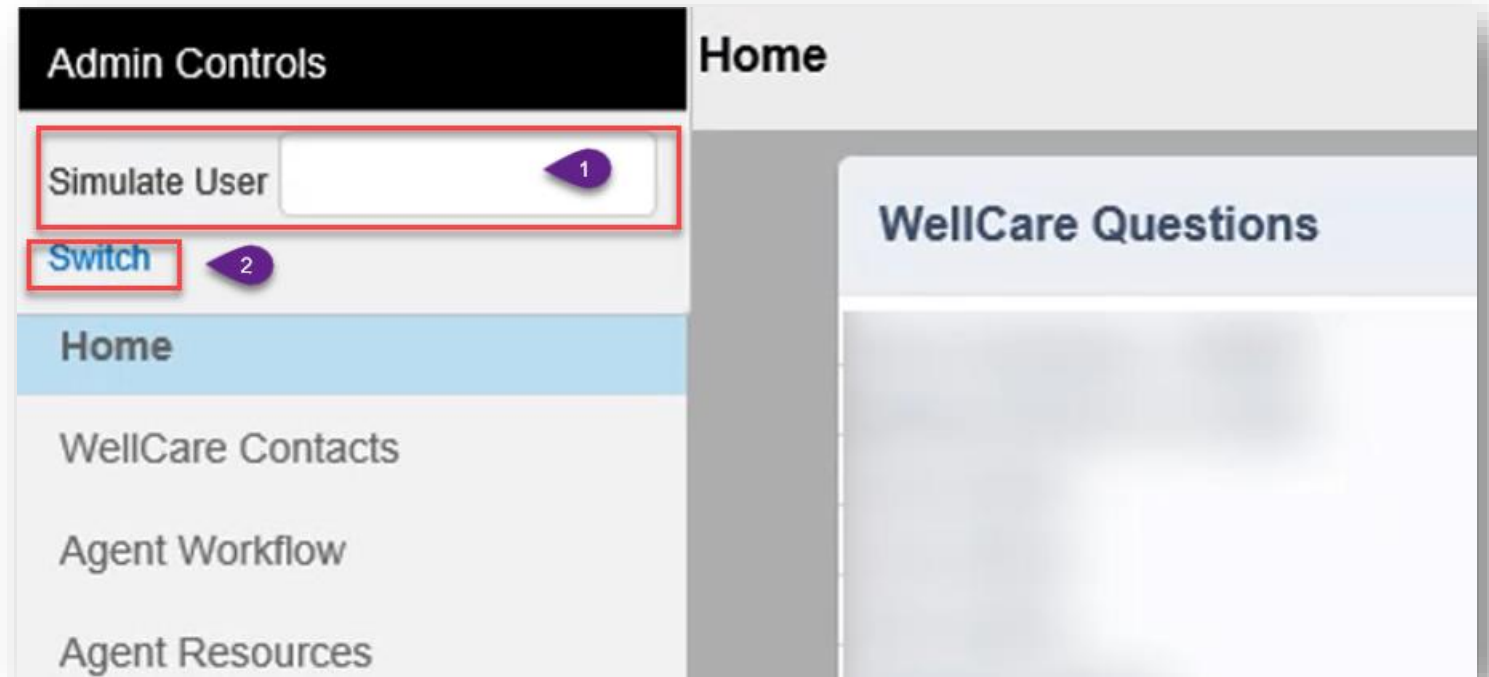 Admin Controls
Home
Simulate User
1
Switch
2
WellCare Questions
Home
WellCare Contacts
Agent Workflow
Agent Resources